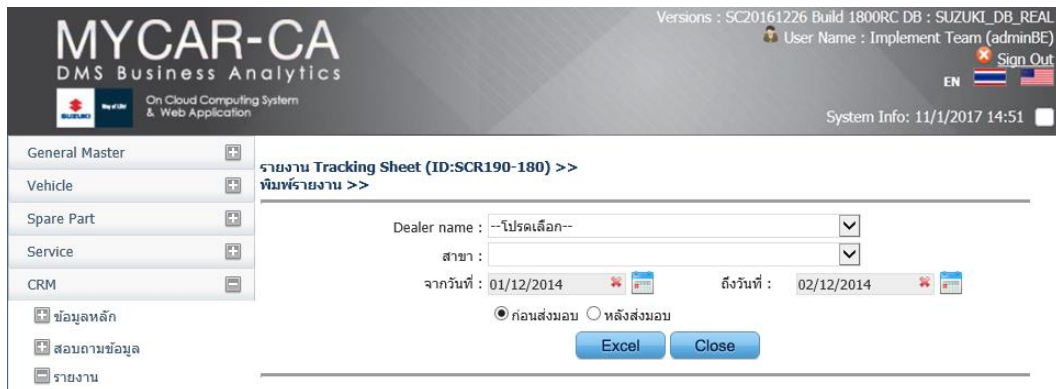 Versions : SC20161226 Build 1800RC DB : SUZUKI_DB_REAL
MYCAR-CA
User Name : Implement Team (adminBE)
DMS Business Analytics
Sign Out
EN
SUZUKI Way of Life!
On Cloud Computing System
& Web Application
System Info: 11/1/2017 14:51
General Master
Vehicle
Spare Part
Service
CRM
ข้อมูลหลัก
สอบถามข้อมูล
รายงาน
รายงาน Tracking Sheet (ID:SCR190-180) >>
พิมพ์รายงาน >>
Dealer name : --โปรดเลือก--
สาขา :
จากวันที่ : 01/12/2014 ถึงวันที่ : 02/12/2014
ก่อนส่งมอบ หลังส่งมอบ
Excel Close